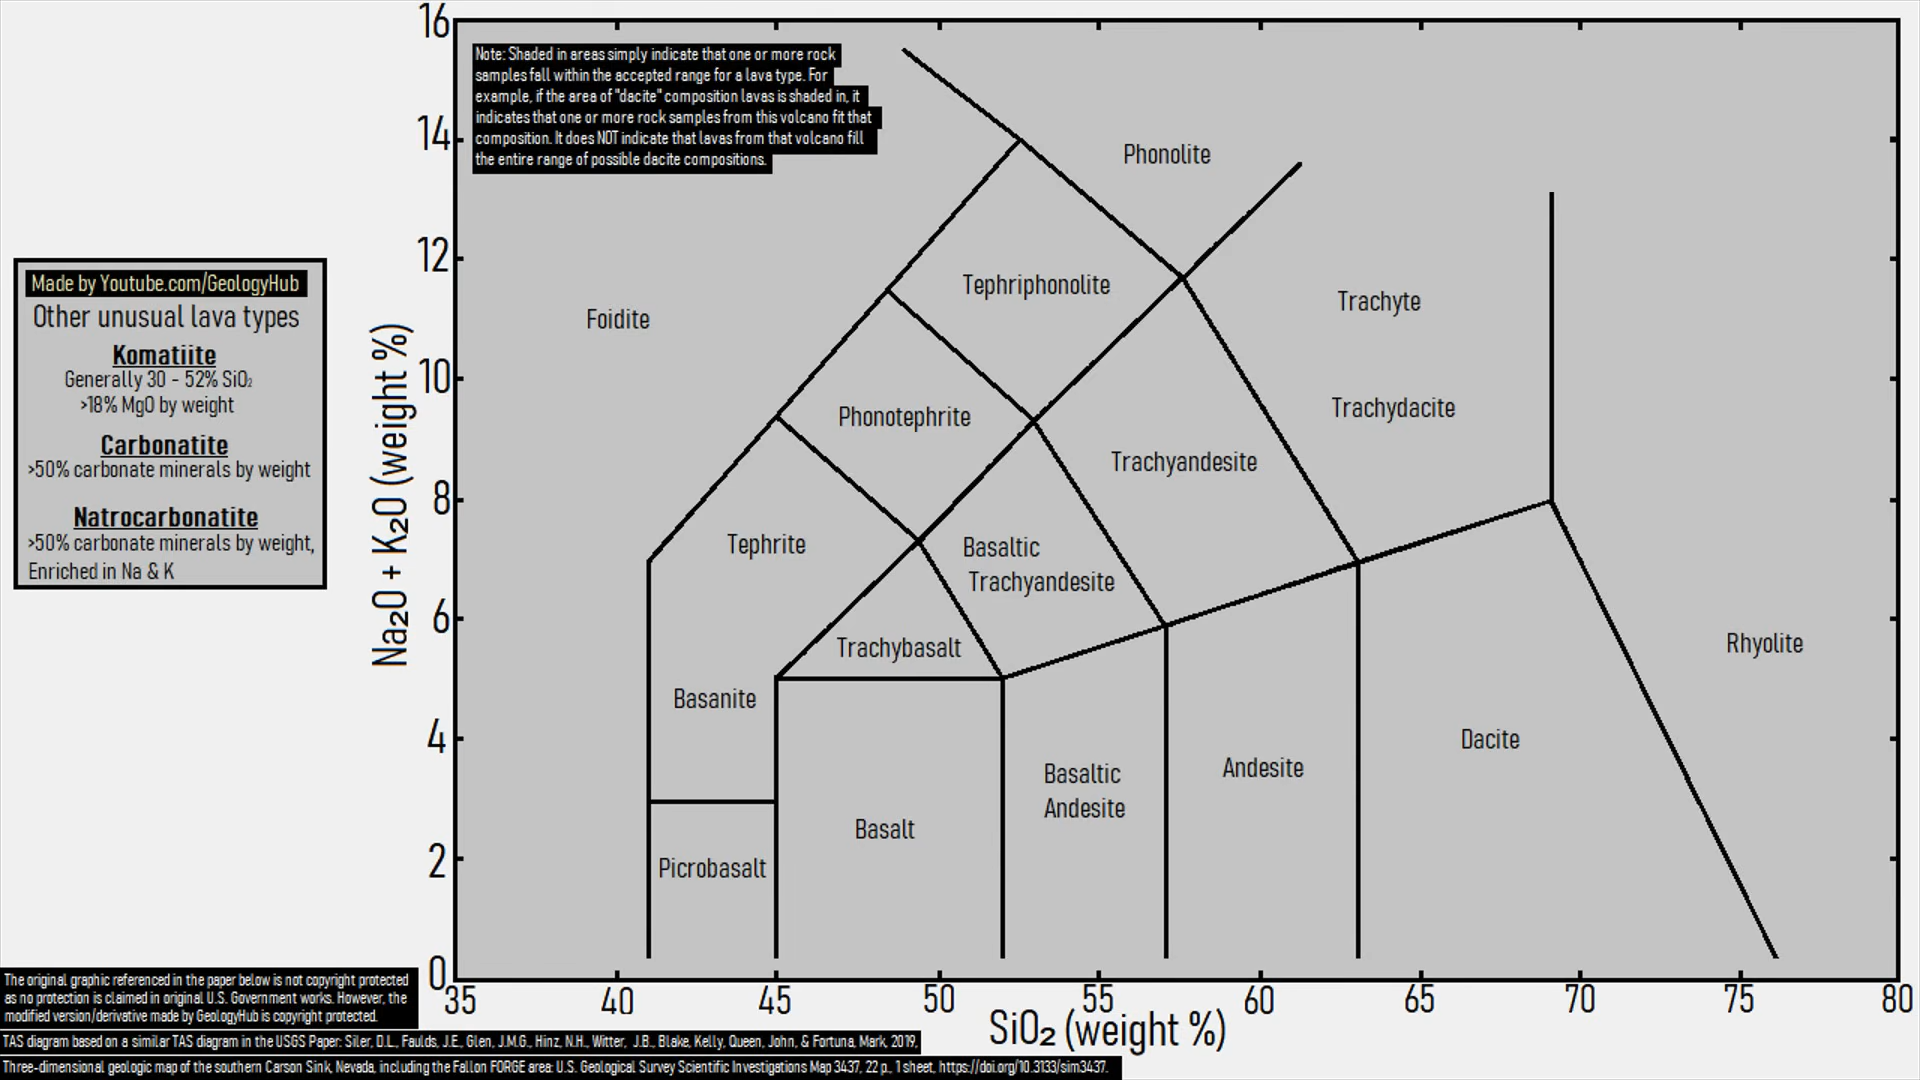 16
14
12
10
8
6
4
2
0
Na₂O + K₂O (weight %)
Note: Shaded in areas simply indicate that one or more rock
samples fall within the accepted range for a lava type. For
example, if the area of "dacite" composition lavas is shaded in, it
indicates that one or more rock samples from this volcano fit that
composition. It does NOT indicate that lavas from that volcano fill
the entire range of possible dacite compositions.
Phonolite
Tephriphonolite
Foidite
Trachyte
Trachydacite
Phonotephrite
Trachyandesite
Tephrite
Basaltic
Trachyandesite
Trachybasalt
Basanite
Rhyolite
Dacite
Andesite
Basaltic
Andesite
Basalt
Picrobasalt
35 40 45 50 55 60 65 70 75 80
SiO₂ (weight %)
Made by Youtube.com/GeologyHub
Other unusual lava types
Komatiite
Generally 30 - 52% SiO₂
>18% MgO by weight
Carbonatite
>50% carbonate minerals by weight
Natrocarbonatite
>50% carbonate minerals by weight,
Enriched in Na & K
The original graphic referenced in the paper below is not copyright protected
as no protection is claimed in original U.S. Government works. However, the
modified version/derivative made by GeologyHub is copyright protected.
TAS diagram based on a similar TAS diagram in the USGS Paper: Siler, D.L., Faulds, J.E., Glen, J.M.G., Hinz, N.H., Witter, J.B., Blake, Kelly, Queen, John, & Fortuna, Mark, 2019,
Three-dimensional geologic map of the southern Carson Sink, Nevada, including the Fallon FORGE area: U.S. Geological Survey Scientific Investigations Map 3437, 22 p., 1 sheet, https://doi.org/10.3133/sim3437.